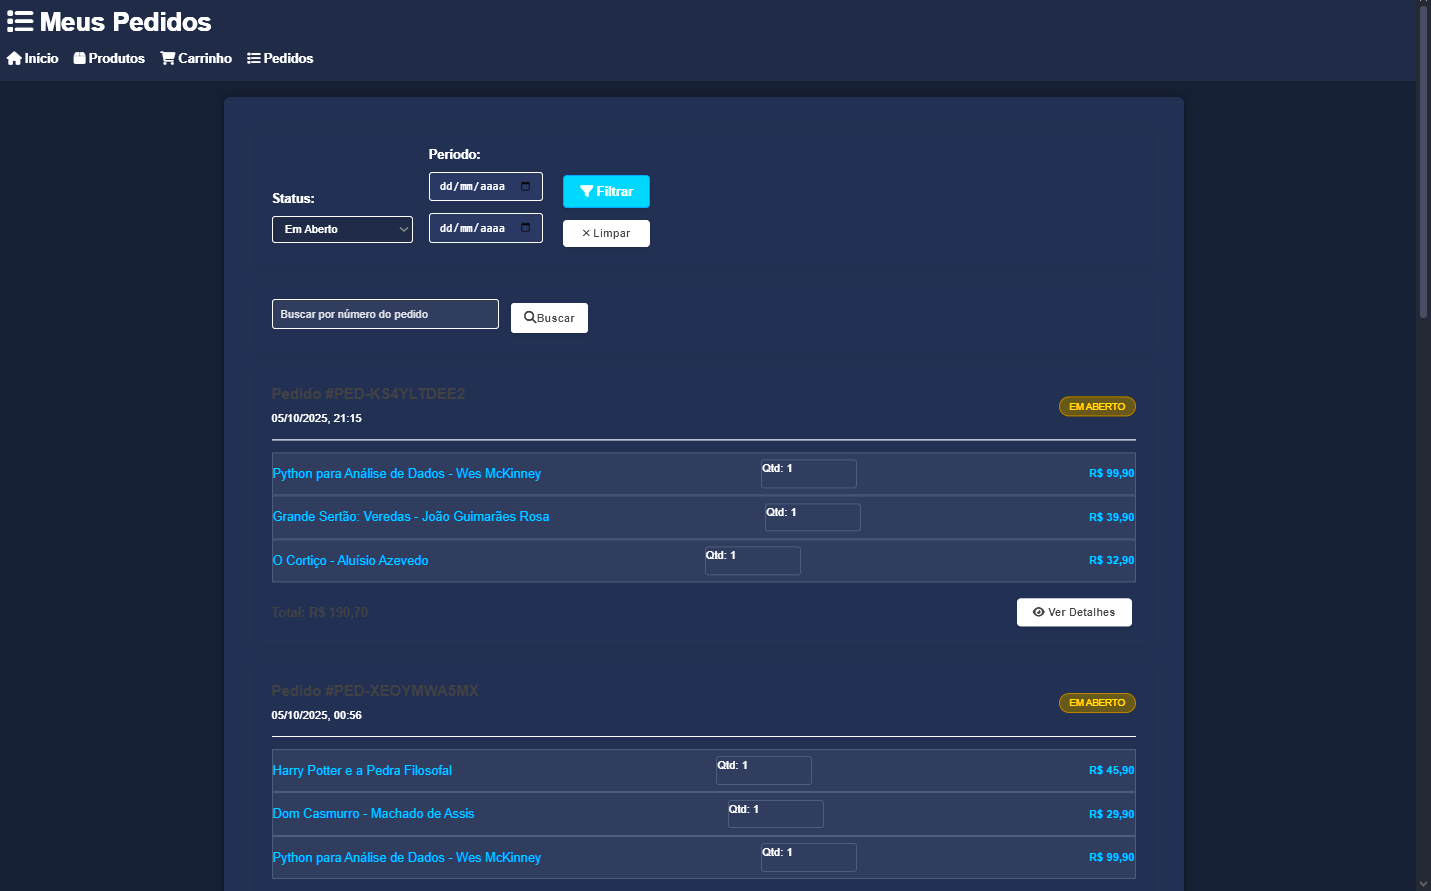 Meus Pedidos
Início Produtos Carrinho Pedidos
Período:
dd/mm/aaaa
Filtrar
Status:
Em Aberto
dd/mm/aaaa
Limpar
Buscar por número do pedido
Buscar
Pedido #PED-KS4YLTDEE2
05/10/2025, 21:15
EM ABERTO
Python para Análise de Dados - Wes McKinney Qtd: 1 R$ 99,90
Grande Sertão: Veredas - João Guimarães Rosa Qtd: 1 R$ 39,90
O Cortiço - Aluísio Azevedo Qtd: 1 R$ 32,90
Total: R$ 190,70
Ver Detalhes
Pedido #PED-XEOYMWA5MX
05/10/2025, 00:56
EM ABERTO
Harry Potter e a Pedra Filosofal Qtd: 1 R$ 45,90
Dom Casmurro - Machado de Assis Qtd: 1 R$ 29,90
Python para Análise de Dados - Wes McKinney Qtd: 1 R$ 99,90